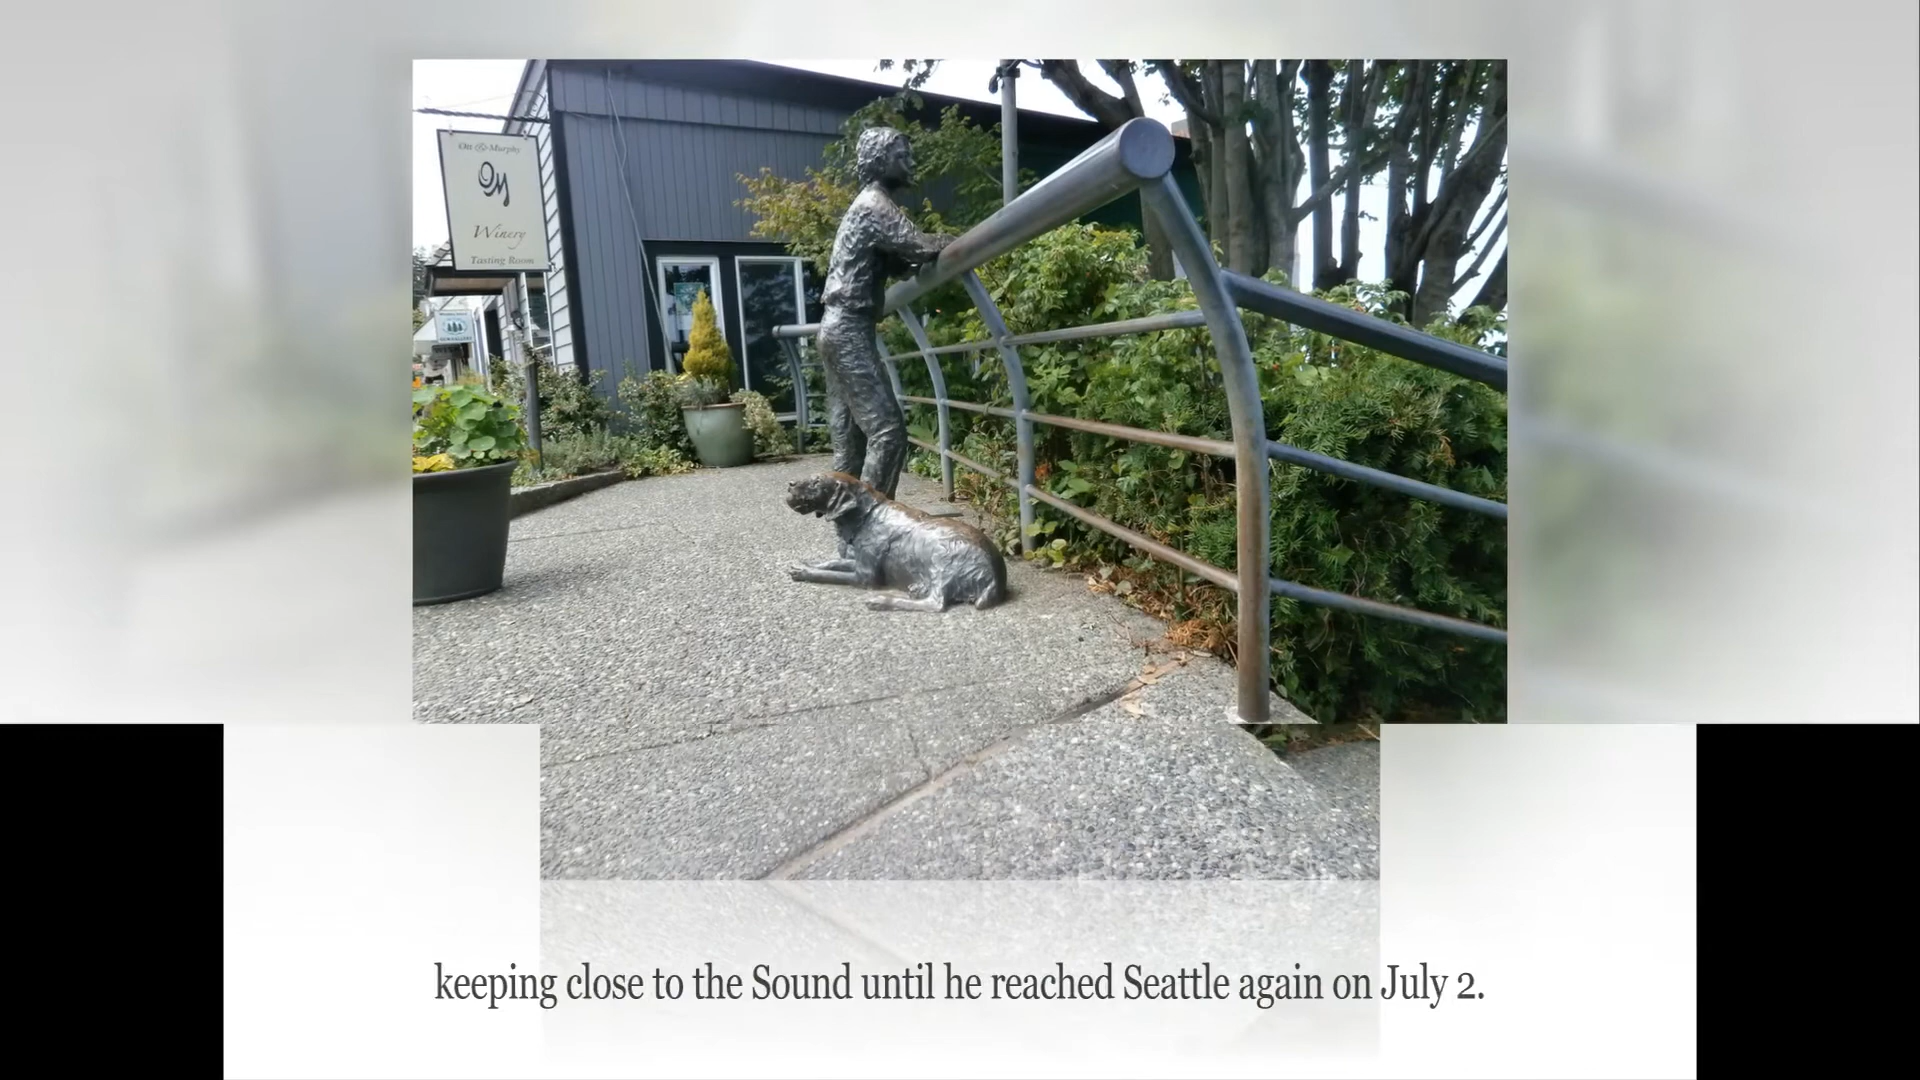 Ott & Murphy
OM
Winery
Tasting Room
keeping close to the Sound until he reached Seattle again on July 2.